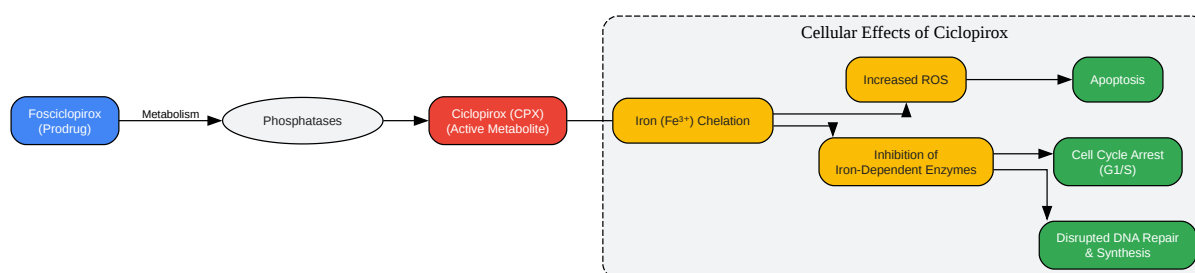 Cellular Effects of Ciclopirox
Fosciclopirox
(Prodrug)
Metabolism
Phosphatases
Ciclopirox (CPX)
(Active Metabolite)
Iron (Fe³⁺) Chelation
Increased ROS
Apoptosis
Inhibition of
Iron-Dependent Enzymes
Cell Cycle Arrest
(G1/S)
Disrupted DNA Repair
& Synthesis